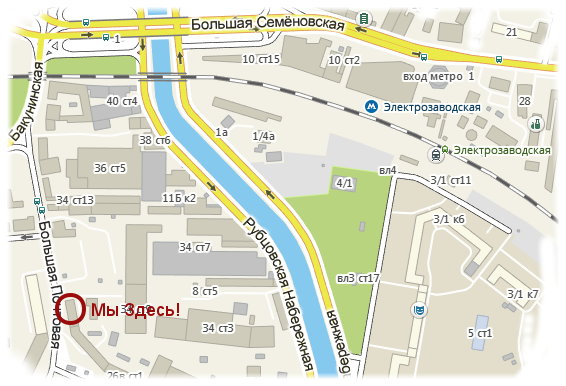 Большая Семёновская
21
1
10 ст15
10 ст2
вход метро 1
Бакунинская
40 ст4
Электрозаводская
28
1а
1/4а
38 ст6
Электрозаводская
36 ст5
вл4
3/1 ст11
4/1
34 ст13
11Б к2
3/1 к6
Рубцовская Набережная
34 ст7
вл3 ст17
Большая Почтовая
8 ст5
3/1 к7
Мы Здесь!
34 ст3
5 ст1
26в ст1